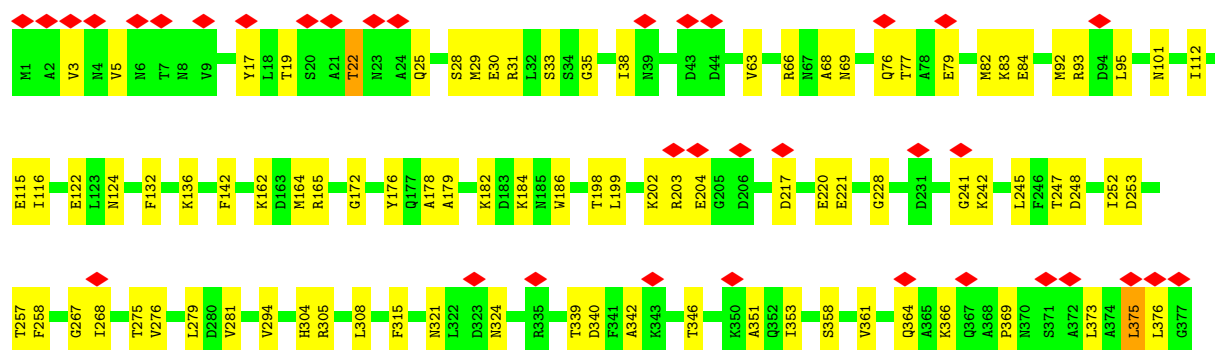 M1 A2 V3 N4 V5 N6 T7 N8 V9 Y17 L18 T19 S20 A21 T22 N23 A24 Q25 S28 M29 E30 R31 L32 S33 S34 G35 I38 N39 D43 D44 V63 R66 N67 A68 N69 Q76 T77 A78 E79 M82 K83 E84 M92 R93 D94 L95 N101 I112
E115 I116 E122 L123 N124 F132 K136 F142 K162 D163 M164 R165 G172 Y176 Q177 A178 A179 K182 D183 K184 N185 W186 T198 L199 K202 R203 E204 G205 D206 D217 E220 E221 G228 D231 G241 K242 L245 F246 T247 D248 I252 D253
T257 F258 G267 I268 T275 V276 L279 D280 V281 V294 H304 R305 L308 F315 N321 L322 D323 N324 R335 T339 D340 F341 A342 K343 T346 K350 A351 Q352 I353 S358 V361 Q364 A365 K366 Q367 A368 P369 N370 S371 A372 L373 A374 L375 L376 G377